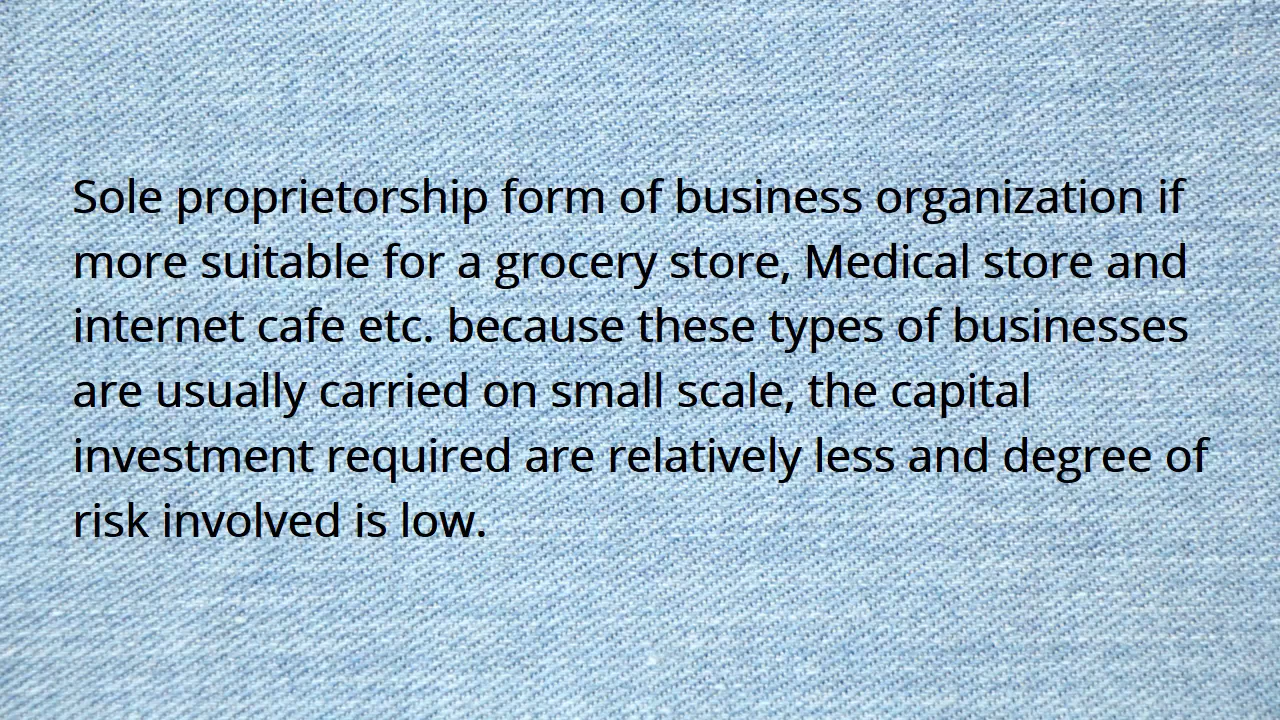 Sole proprietorship form of business organization if
more suitable for a grocery store, Medical store and
internet cafe etc. because these types of businesses
are usually carried on small scale, the capital
investment required are relatively less and degree of
risk involved is low.